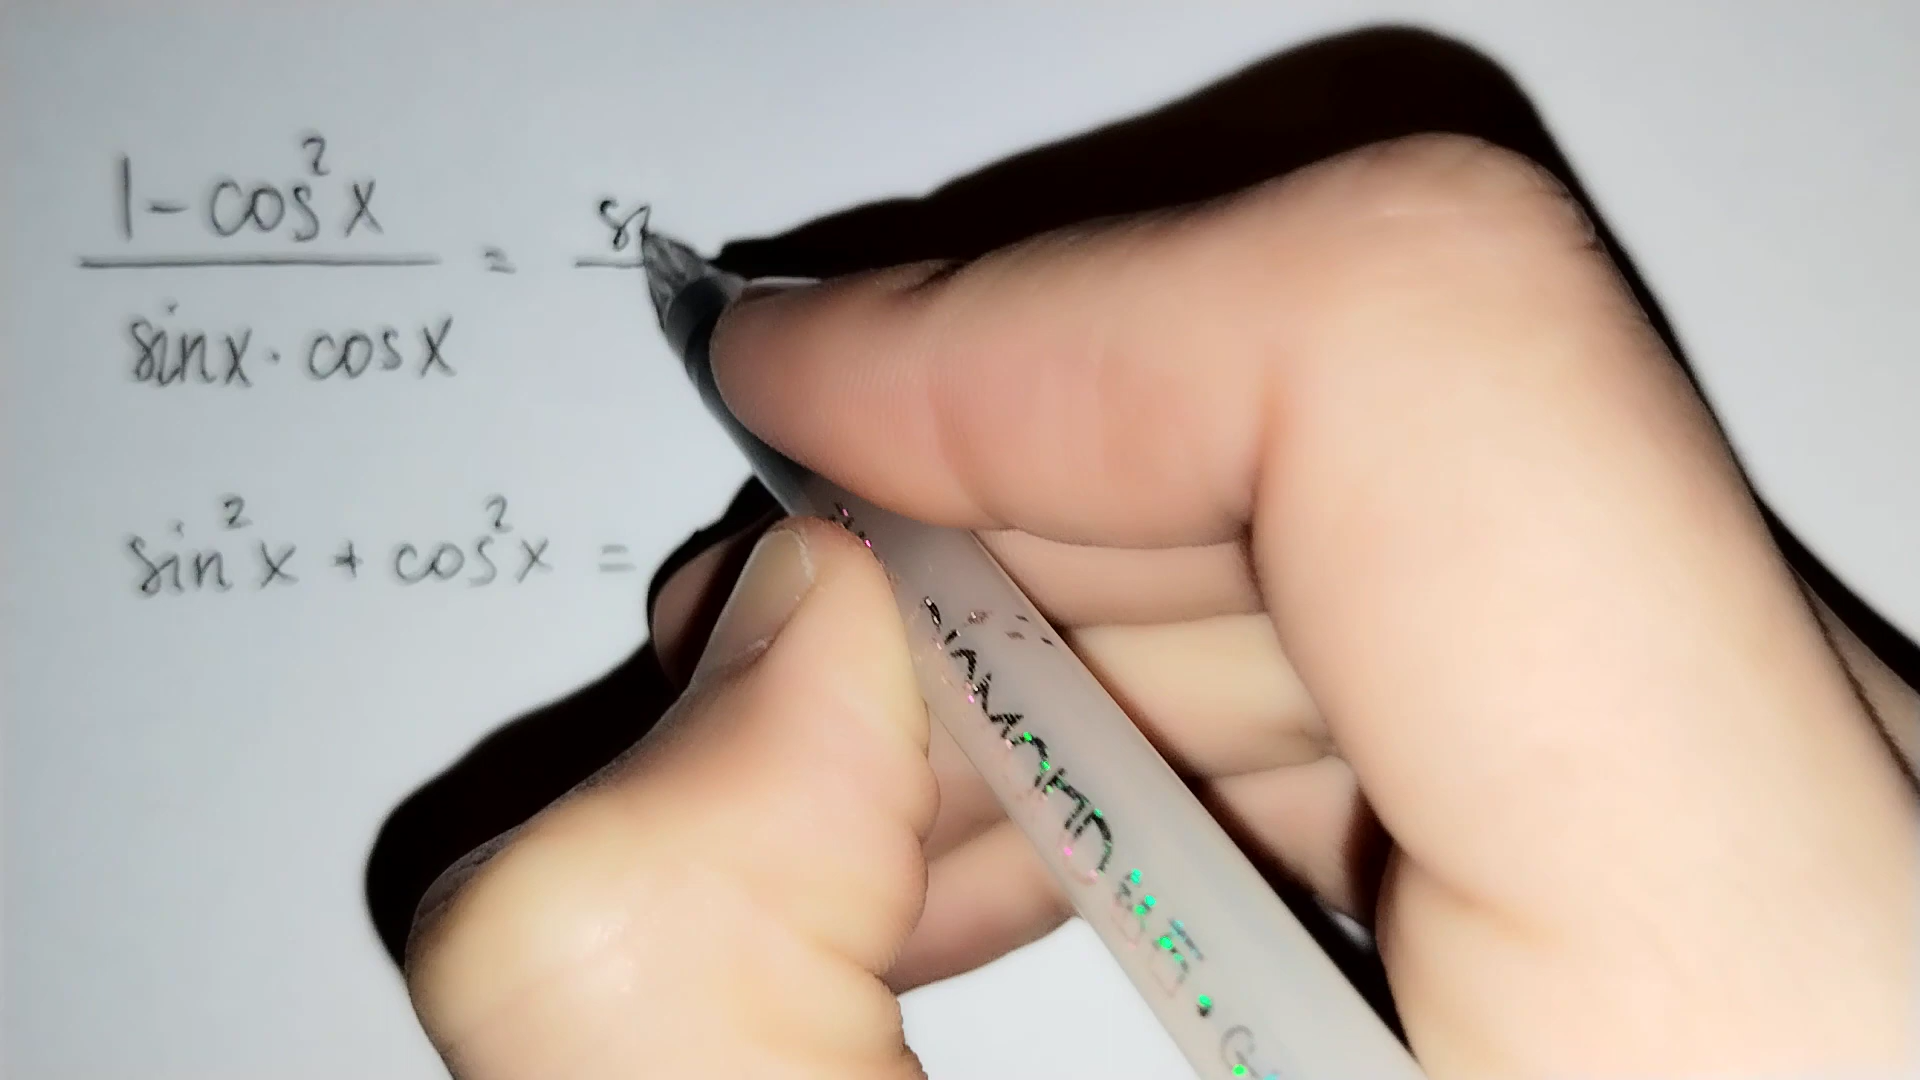 1 - cos²x
――――― =
sinx · cosx
sin²x + cos²x =